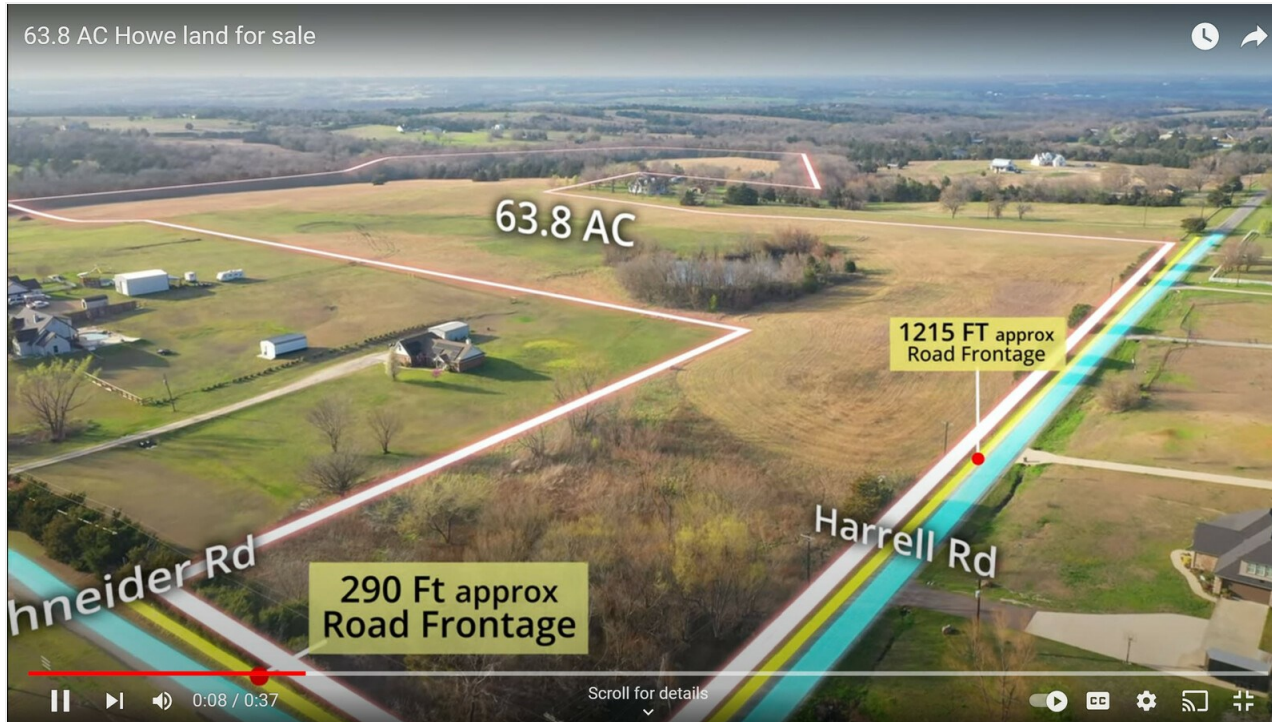 63.8 AC Howe land for sale
63.8 AC
1215 FT approx
Road Frontage
Harrell Rd
hneider Rd
290 Ft approx
Road Frontage
0:08 / 0:37
Scroll for details
CC